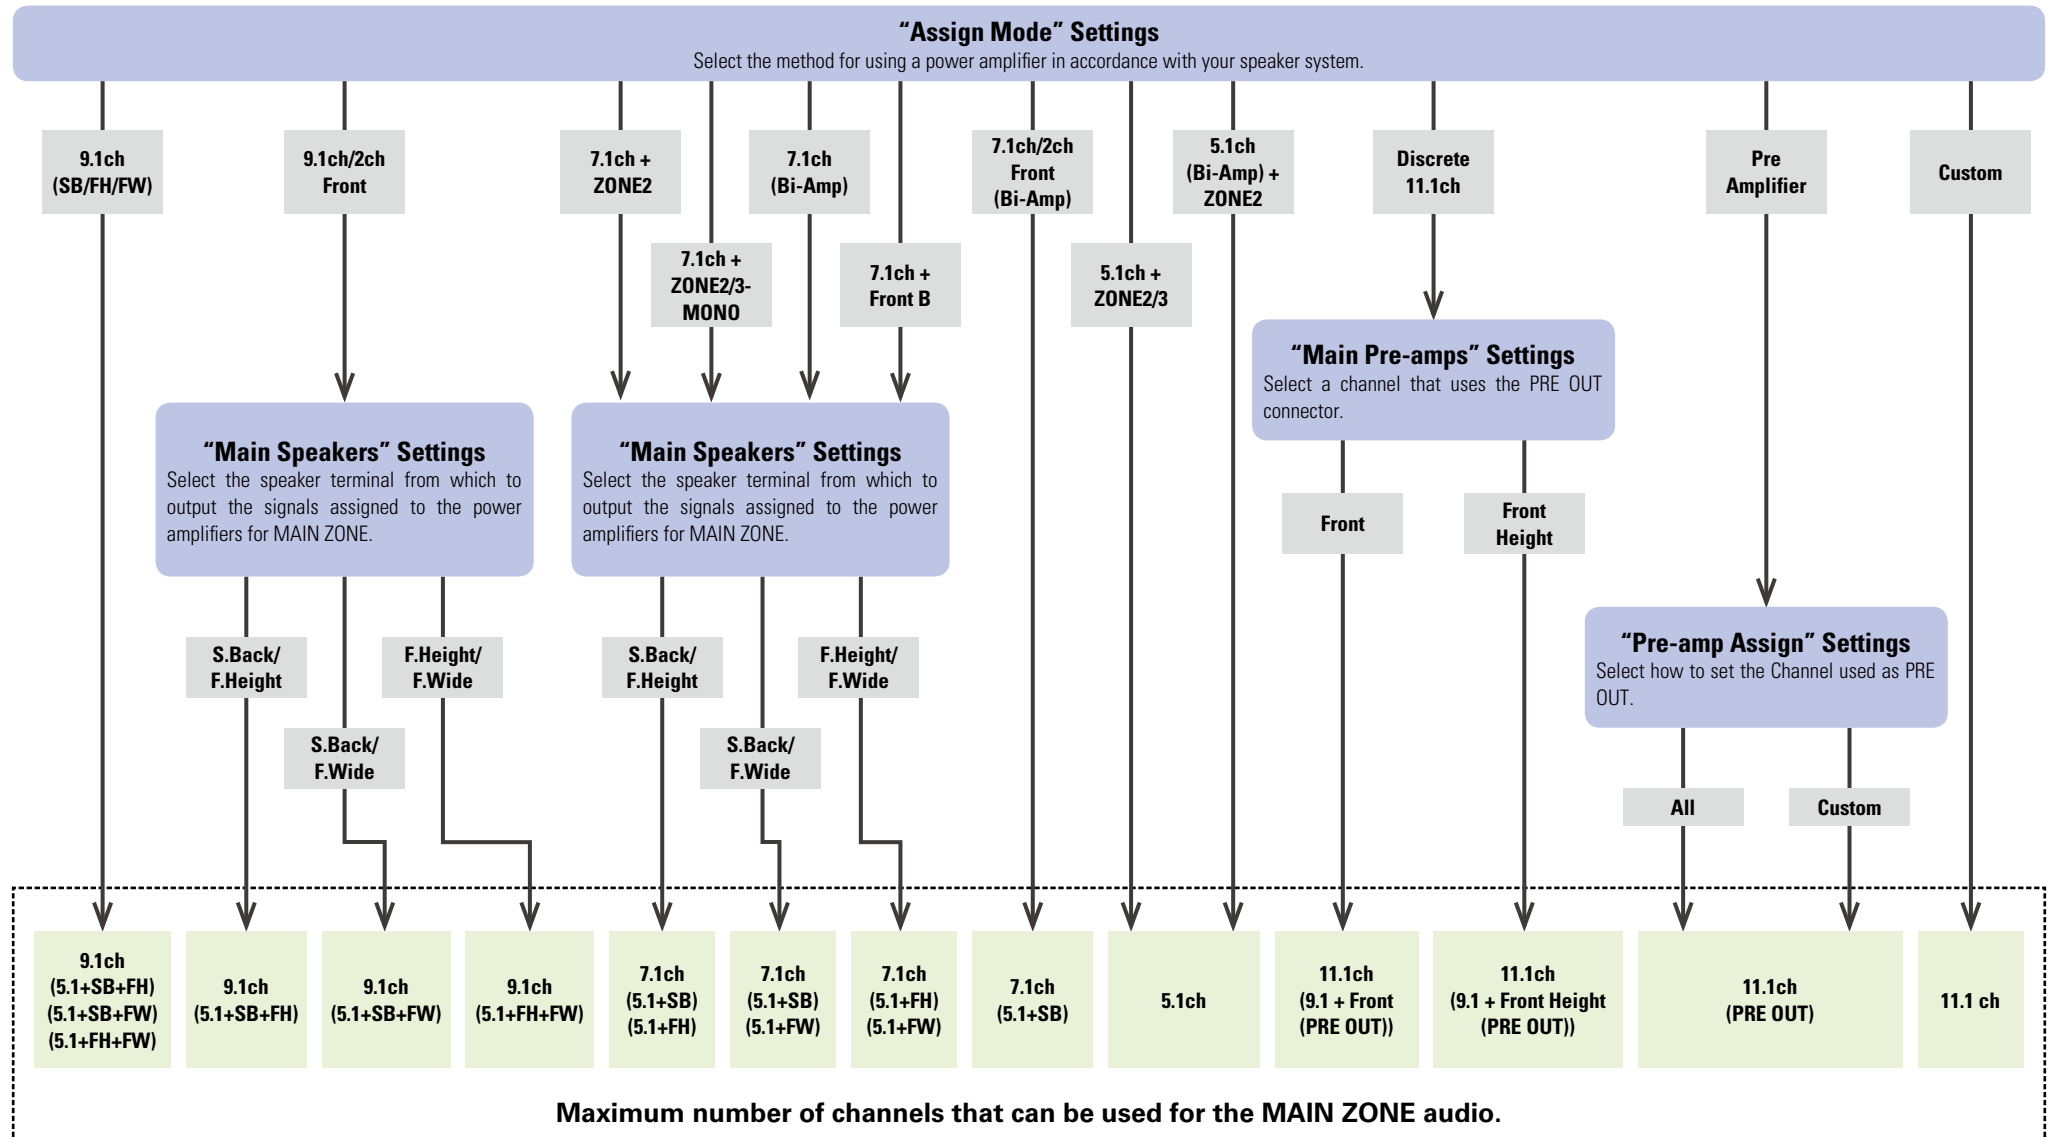 “Assign Mode” Settings
Select the method for using a power amplifier in accordance with your speaker system.
9.1ch
(SB/FH/FW)
9.1ch/2ch
Front
7.1ch +
ZONE2
7.1ch +
ZONE2/3-
MONO
7.1ch
(Bi-Amp)
7.1ch +
Front B
7.1ch/2ch
Front
(Bi-Amp)
5.1ch +
ZONE2/3
5.1ch
(Bi-Amp) +
ZONE2
Discrete
11.1ch
Pre
Amplifier
Custom
“Main Speakers” Settings
Select the speaker terminal from which to
output the signals assigned to the power
amplifiers for MAIN ZONE.
“Main Speakers” Settings
Select the speaker terminal from which to
output the signals assigned to the power
amplifiers for MAIN ZONE.
“Main Pre-amps” Settings
Select a channel that uses the PRE OUT
connector.
Front
Front
Height
“Pre-amp Assign” Settings
Select how to set the Channel used as PRE
OUT.
S.Back/
F.Height
S.Back/
F.Wide
F.Height/
F.Wide
S.Back/
F.Height
S.Back/
F.Wide
F.Height/
F.Wide
All
Custom
9.1ch
(5.1+SB+FH)
(5.1+SB+FW)
(5.1+FH+FW)
9.1ch
(5.1+SB+FH)
9.1ch
(5.1+SB+FW)
9.1ch
(5.1+FH+FW)
7.1ch
(5.1+SB)
(5.1+FH)
7.1ch
(5.1+SB)
(5.1+FW)
7.1ch
(5.1+FH)
(5.1+FW)
7.1ch
(5.1+SB)
5.1ch
11.1ch
(9.1 + Front
(PRE OUT))
11.1ch
(9.1 + Front Height
(PRE OUT))
11.1ch
(PRE OUT)
11.1 ch
Maximum number of channels that can be used for the MAIN ZONE audio.